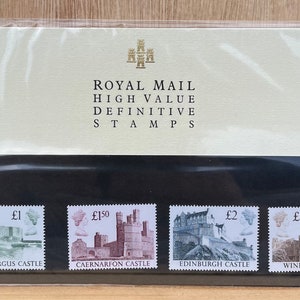 ROYAL MAIL
HIGH VALUE
DEFINITIVE
STAMPS
£1
£1.50
£2
CAERNARFON CASTLE
EDINBURGH CASTLE